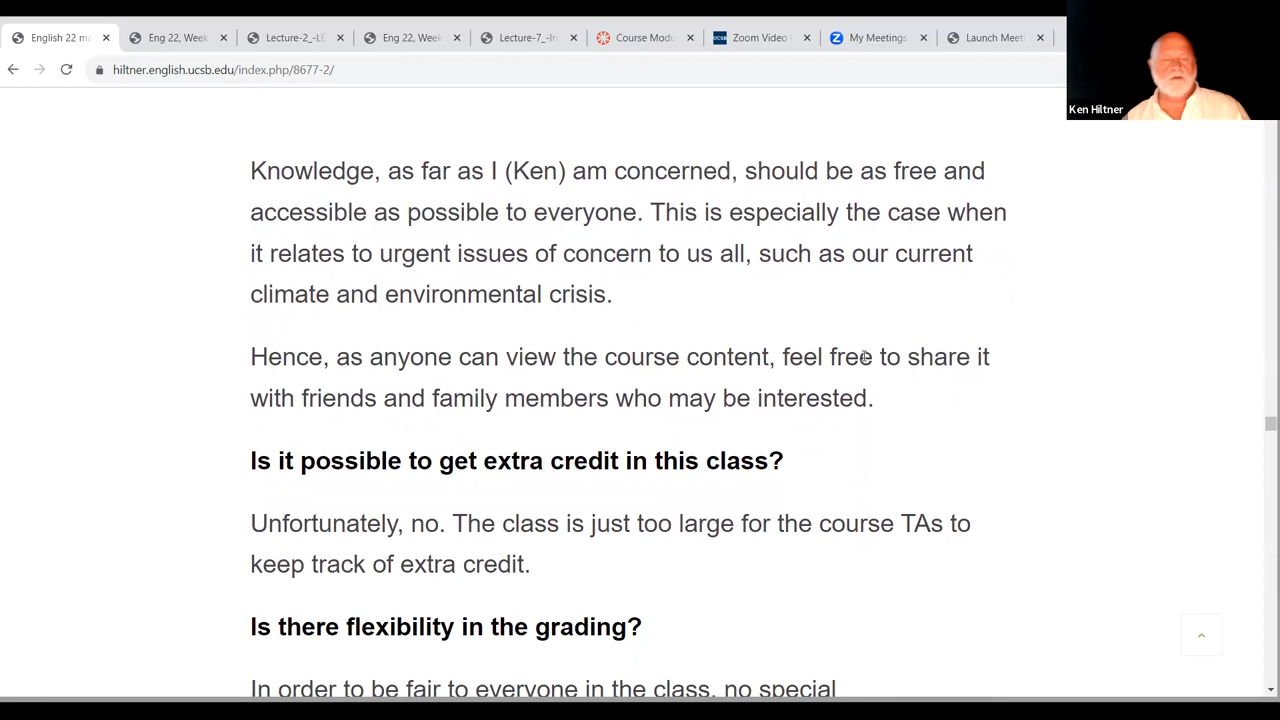 English 22 ma
Eng 22, Week
Lecture-2_-LE
Eng 22, Week
Lecture-7_-In
Course Modu
UCSB
Zoom Video
My Meetings
Launch Meeti
hiltner.english.ucsb.edu/index.php/8677-2/
Ken Hiltner
Knowledge, as far as I (Ken) am concerned, should be as free and
accessible as possible to everyone. This is especially the case when
it relates to urgent issues of concern to us all, such as our current
climate and environmental crisis.
Hence, as anyone can view the course content, feel free to share it
with friends and family members who may be interested.
Is it possible to get extra credit in this class?
Unfortunately, no. The class is just too large for the course TAs to
keep track of extra credit.
Is there flexibility in the grading?
In order to be fair to everyone in the class, no special